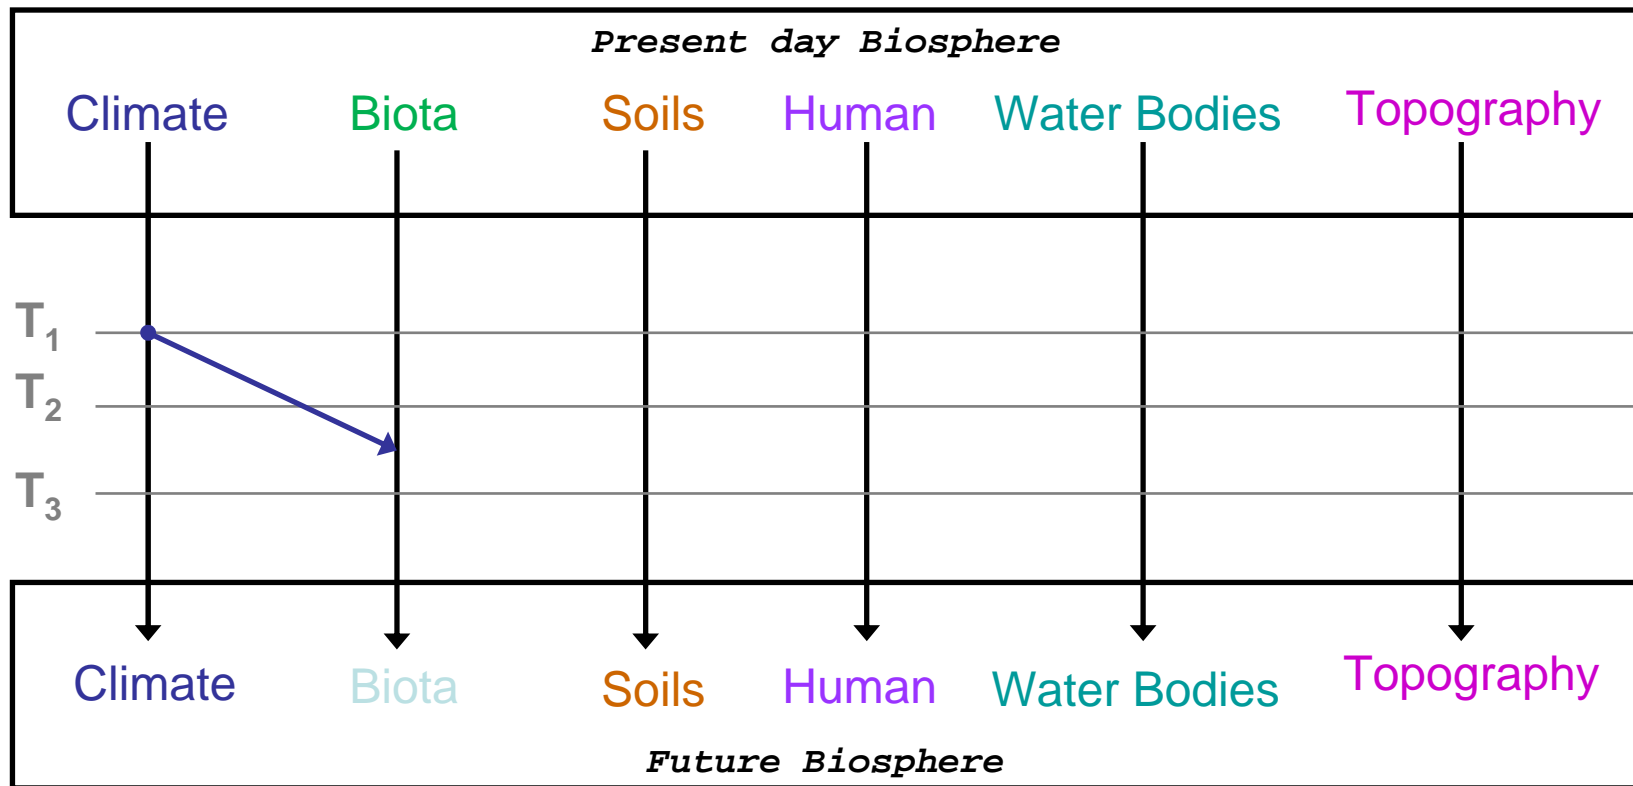 Present day Biosphere
Climate Biota Soils Human Water Bodies Topography
T1
T2
T3
Climate Biota Soils Human Water Bodies Topography
Future Biosphere